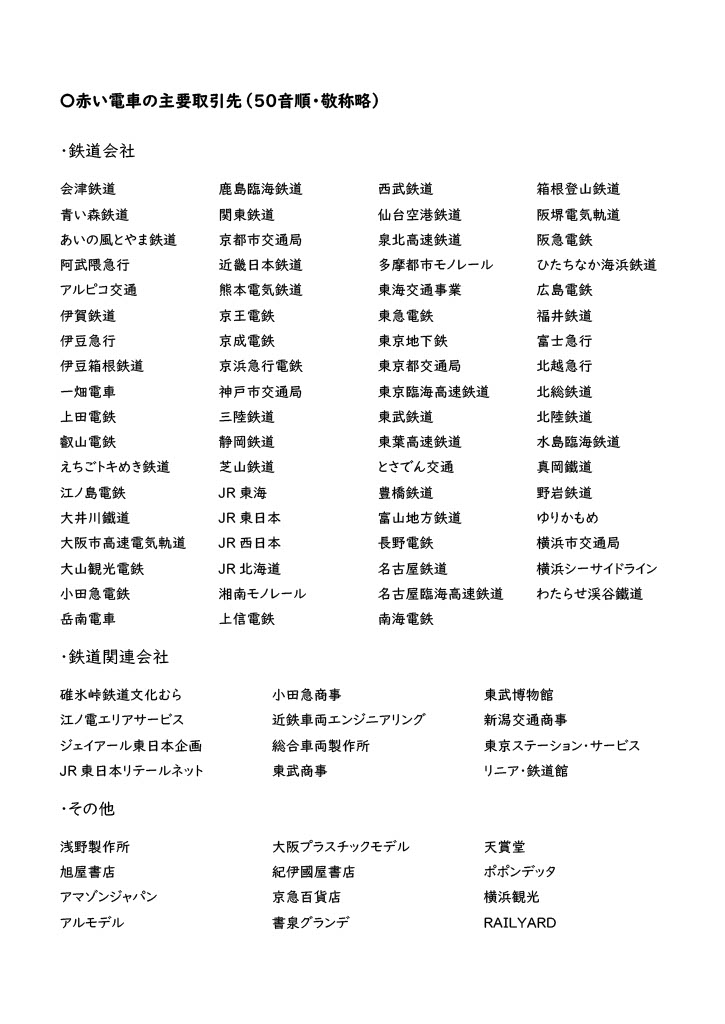 〇赤い電車の主要取引先（50音順・敬称略）
・鉄道会社
会津鉄道 鹿島臨海鉄道 西武鉄道 箱根登山鉄道
青い森鉄道 関東鉄道 仙台空港鉄道 阪堺電気軌道
あいの風とやま鉄道 京都市交通局 泉北高速鉄道 阪急電鉄
阿武隈急行 近畿日本鉄道 多摩都市モノレール ひたちなか海浜鉄道
アルピコ交通 熊本電気鉄道 東海交通事業 広島電鉄
伊賀鉄道 京王電鉄 東急電鉄 福井鉄道
伊豆急行 京成電鉄 東京地下鉄 富士急行
伊豆箱根鉄道 京浜急行電鉄 東京都交通局 北越急行
一畑電車 神戸市交通局 東京臨海高速鉄道 北総鉄道
上田電鉄 三陸鉄道 東武鉄道 北陸鉄道
叡山電鉄 静岡鉄道 東葉高速鉄道 水島臨海鉄道
えちごトキめき鉄道 芝山鉄道 とさでん交通 真岡鐵道
江ノ島電鉄 JR東海 豊橋鉄道 野岩鉄道
大井川鐵道 JR東日本 富山地方鉄道 ゆりかもめ
大阪市高速電気軌道 JR西日本 長野電鉄 横浜市交通局
大山観光電鉄 JR北海道 名古屋鉄道 横浜シーサイドライン
小田急電鉄 湘南モノレール 名古屋臨海高速鉄道 わたらせ渓谷鐵道
岳南電車 上信電鉄 南海電鉄
・鉄道関連会社
碓氷峠鉄道文化むら 小田急商事 東武博物館
江ノ電エリアサービス 近鉄車両エンジニアリング 新潟交通商事
ジェイアール東日本企画 総合車両製作所 東京ステーション・サービス
JR東日本リテールネット 東武商事 リニア・鉄道館
・その他
浅野製作所 大阪プラスチックモデル 天賞堂
旭屋書店 紀伊國屋書店 ポポンデッタ
アマゾンジャパン 京急百貨店 横浜観光
アルモデル 書泉グランデ RAILYARD